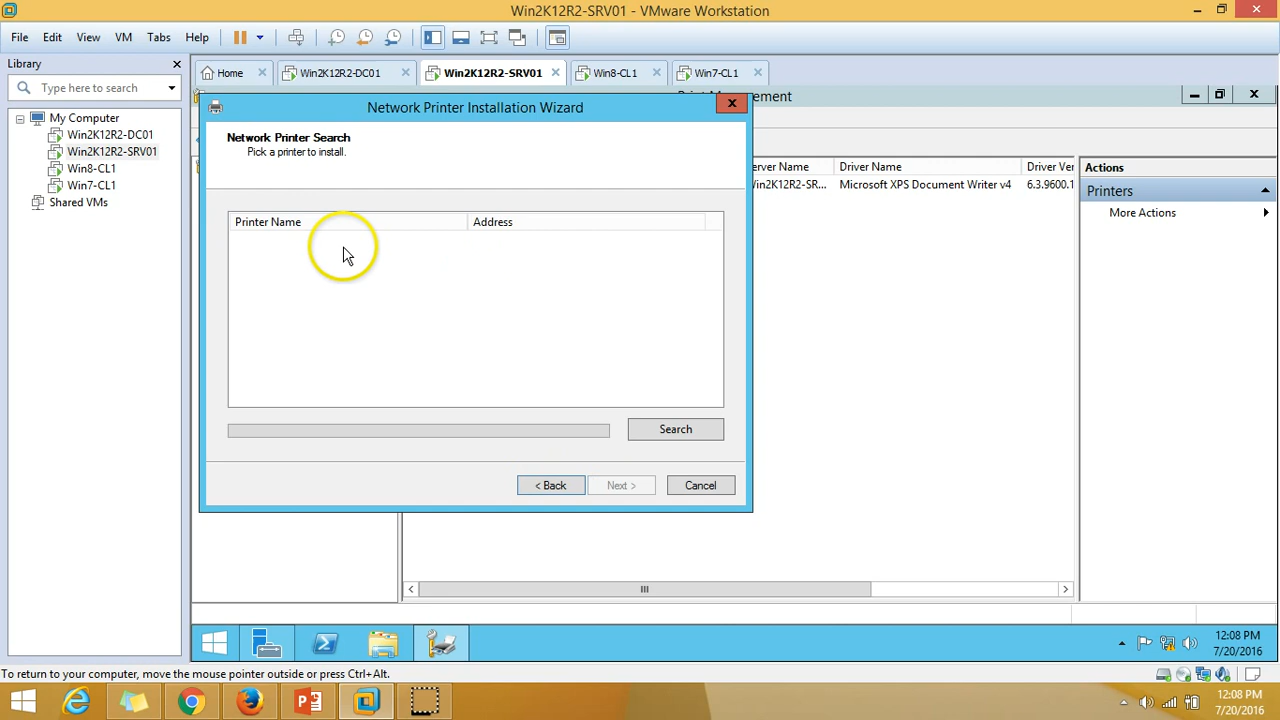 Win2K12R2-SRV01 - VMware Workstation
File Edit View VM Tabs Help
Library
Type here to search
My Computer
Win2K12R2-DC01
Win2K12R2-SRV01
Win8-CL1
Win7-CL1
Shared VMs
Home Win2K12R2-DC01 Win2K12R2-SRV01 Win8-CL1 Win7-CL1
Network Printer Installation Wizard
Network Printer Search
Pick a printer to install.
Printer Name Address
Search
< Back Next > Cancel
Driver Name Driver Ver
Win2K12R2-SR... Microsoft XPS Document Writer v4 6.3.9600.1
Actions
Printers
More Actions
12:08 PM
7/20/2016
To return to your computer, move the mouse pointer outside or press Ctrl+Alt.
12:08 PM
7/20/2016